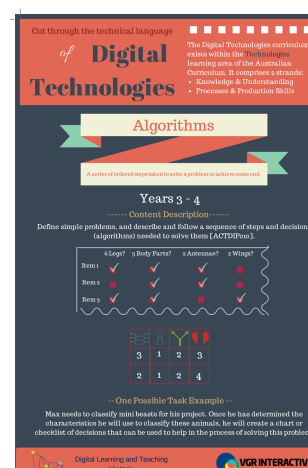 Cut through the technical language
of Digital
Technologies
The Digital Technologies curriculum
exists within the Technologies
learning area of the Australian
Curriculum. It comprises 2 strands:
• Knowledge & Understanding
• Processes & Production Skills
Algorithms
A series of ordered steps taken to solve a problem or achieve some end.
Years 3 - 4
------ Content Description------
Define simple problems, and describe and follow a sequence of steps and decision
(algorithms) needed to solve them [ACTDIP010].
6 Legs? 3 Body Parts? 2 Antennae? 2 Wings?
Item 1
Item 2
Item 3
3 1 2 3
2 1 2 4
-- One Possible Task Example --
Max needs to classify mini beasts for his project. Once he has determined the
characteristics he will use to classify these animals, he will create a chart or
checklist of decisions that can be used to help in the process of solving this problem
Digital Learning and Teaching
VGR INTERACTIV